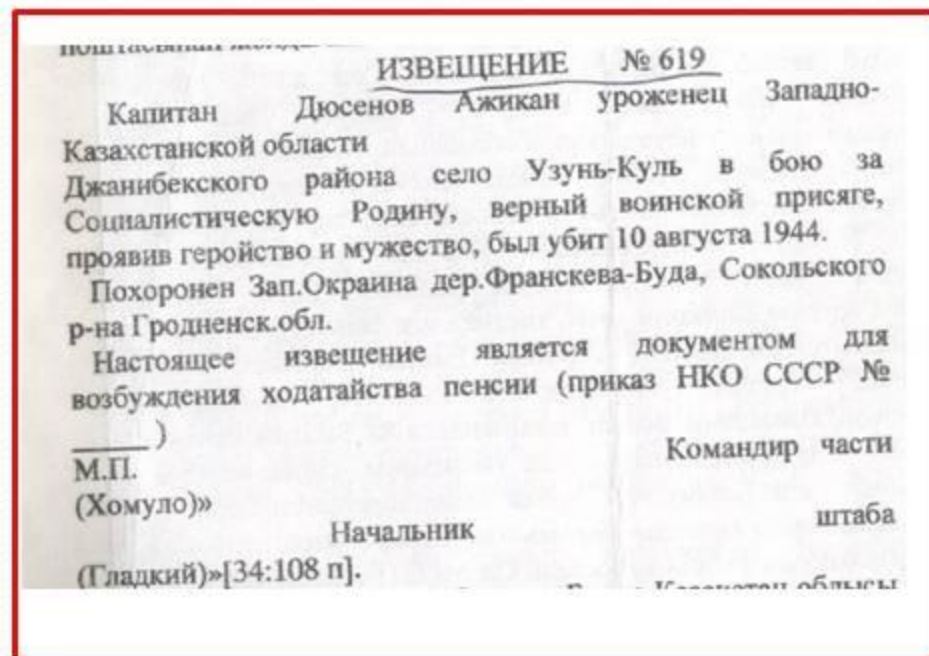 ИЗВЕЩЕНИЕ № 619
Капитан Дюсенов Ажикан уроженец Западно-
Казахстанской области
Джанибекского района село Узунь-Куль в бою за
Социалистическую Родину, верный воинской присяге,
проявив геройство и мужество, был убит 10 августа 1944.
Похоронен Зап.Окраина дер.Франскева-Буда, Сокольского
р-на Гродненск.обл.
Настоящее извещение является документом для
возбуждения ходатайства пенсии (приказ НКО СССР №
______ )
М.П. Командир части
(Хомуло)»
Начальник штаба
(Гладкий)»[34:108 п].